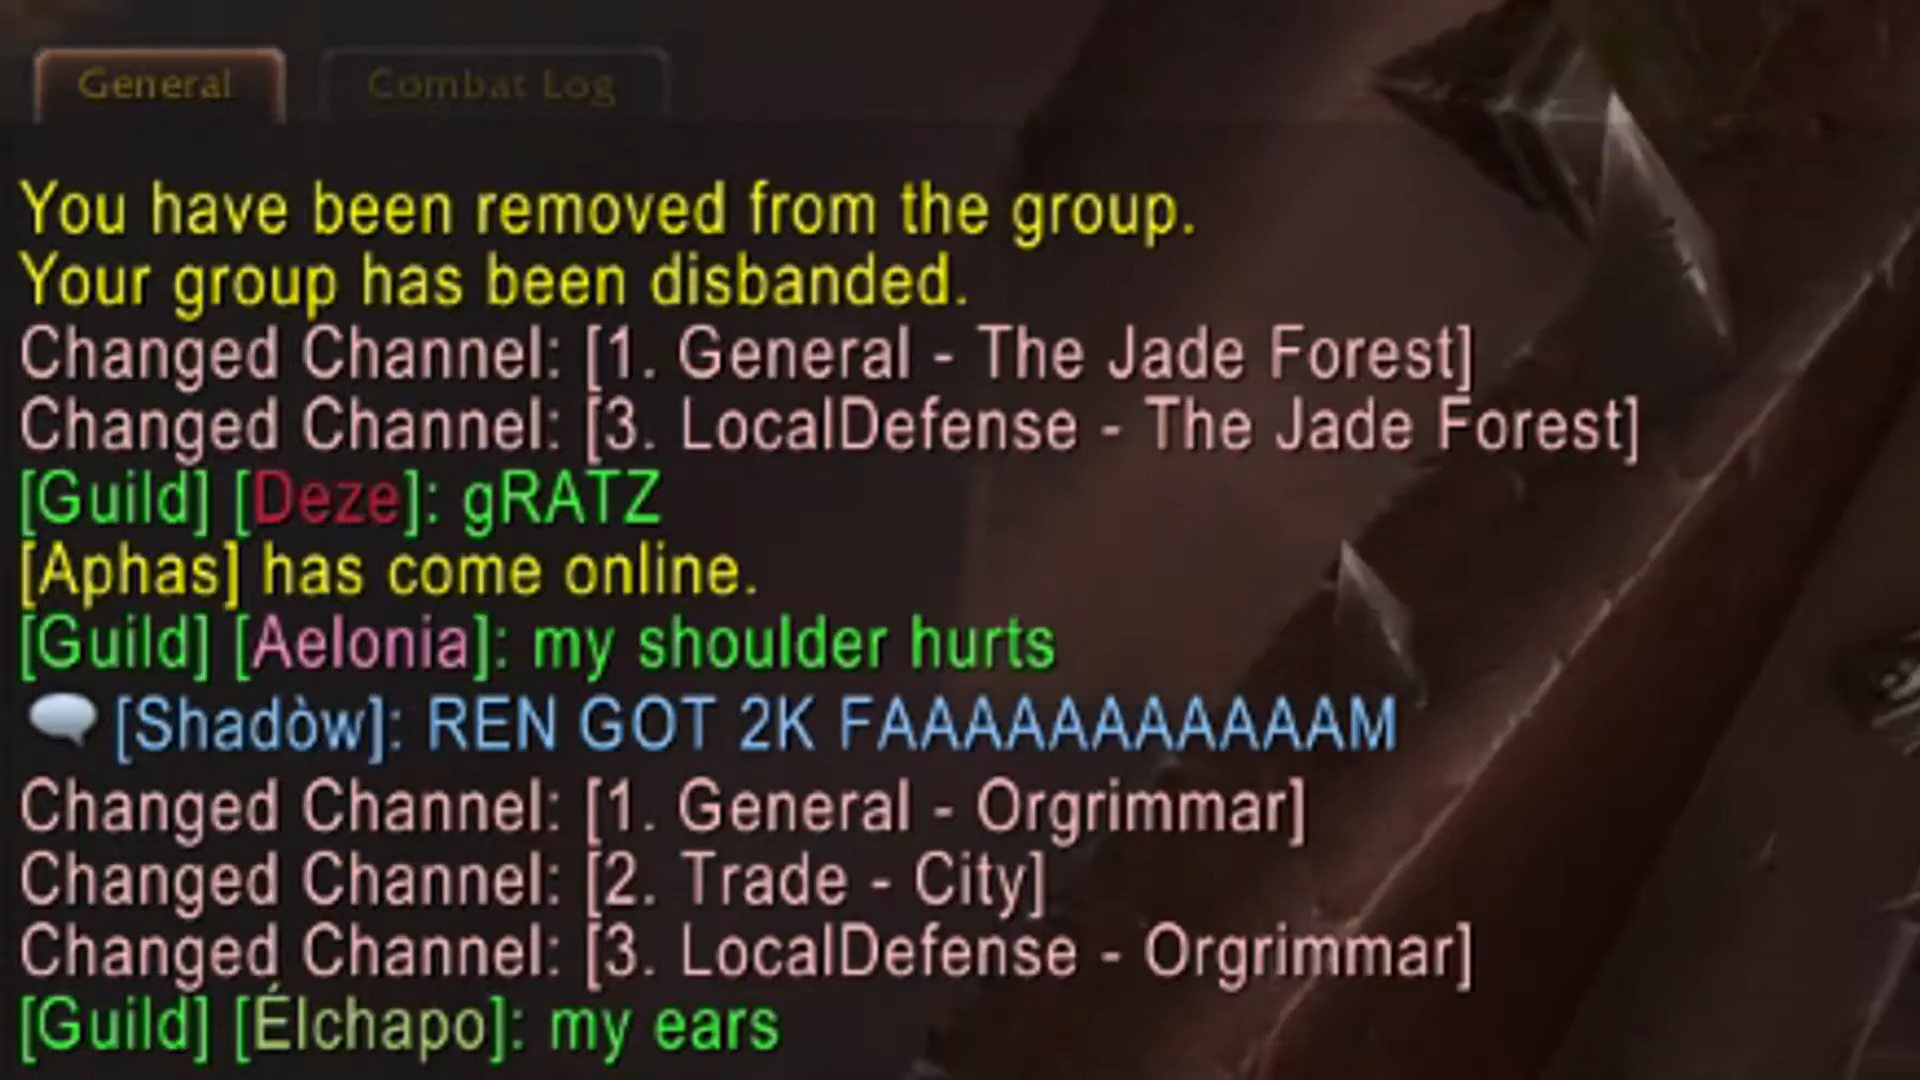 General Combat Log
You have been removed from the group.
Your group has been disbanded.
Changed Channel: [1. General - The Jade Forest]
Changed Channel: [3. LocalDefense - The Jade Forest]
[Guild] [Deze]: gRATZ
[Aphas] has come online.
[Guild] [Aelonia]: my shoulder hurts
[Shadòw]: REN GOT 2K FAAAAAAAAAAAAM
Changed Channel: [1. General - Orgrimmar]
Changed Channel: [2. Trade - City]
Changed Channel: [3. LocalDefense - Orgrimmar]
[Guild] [Élchapo]: my ears